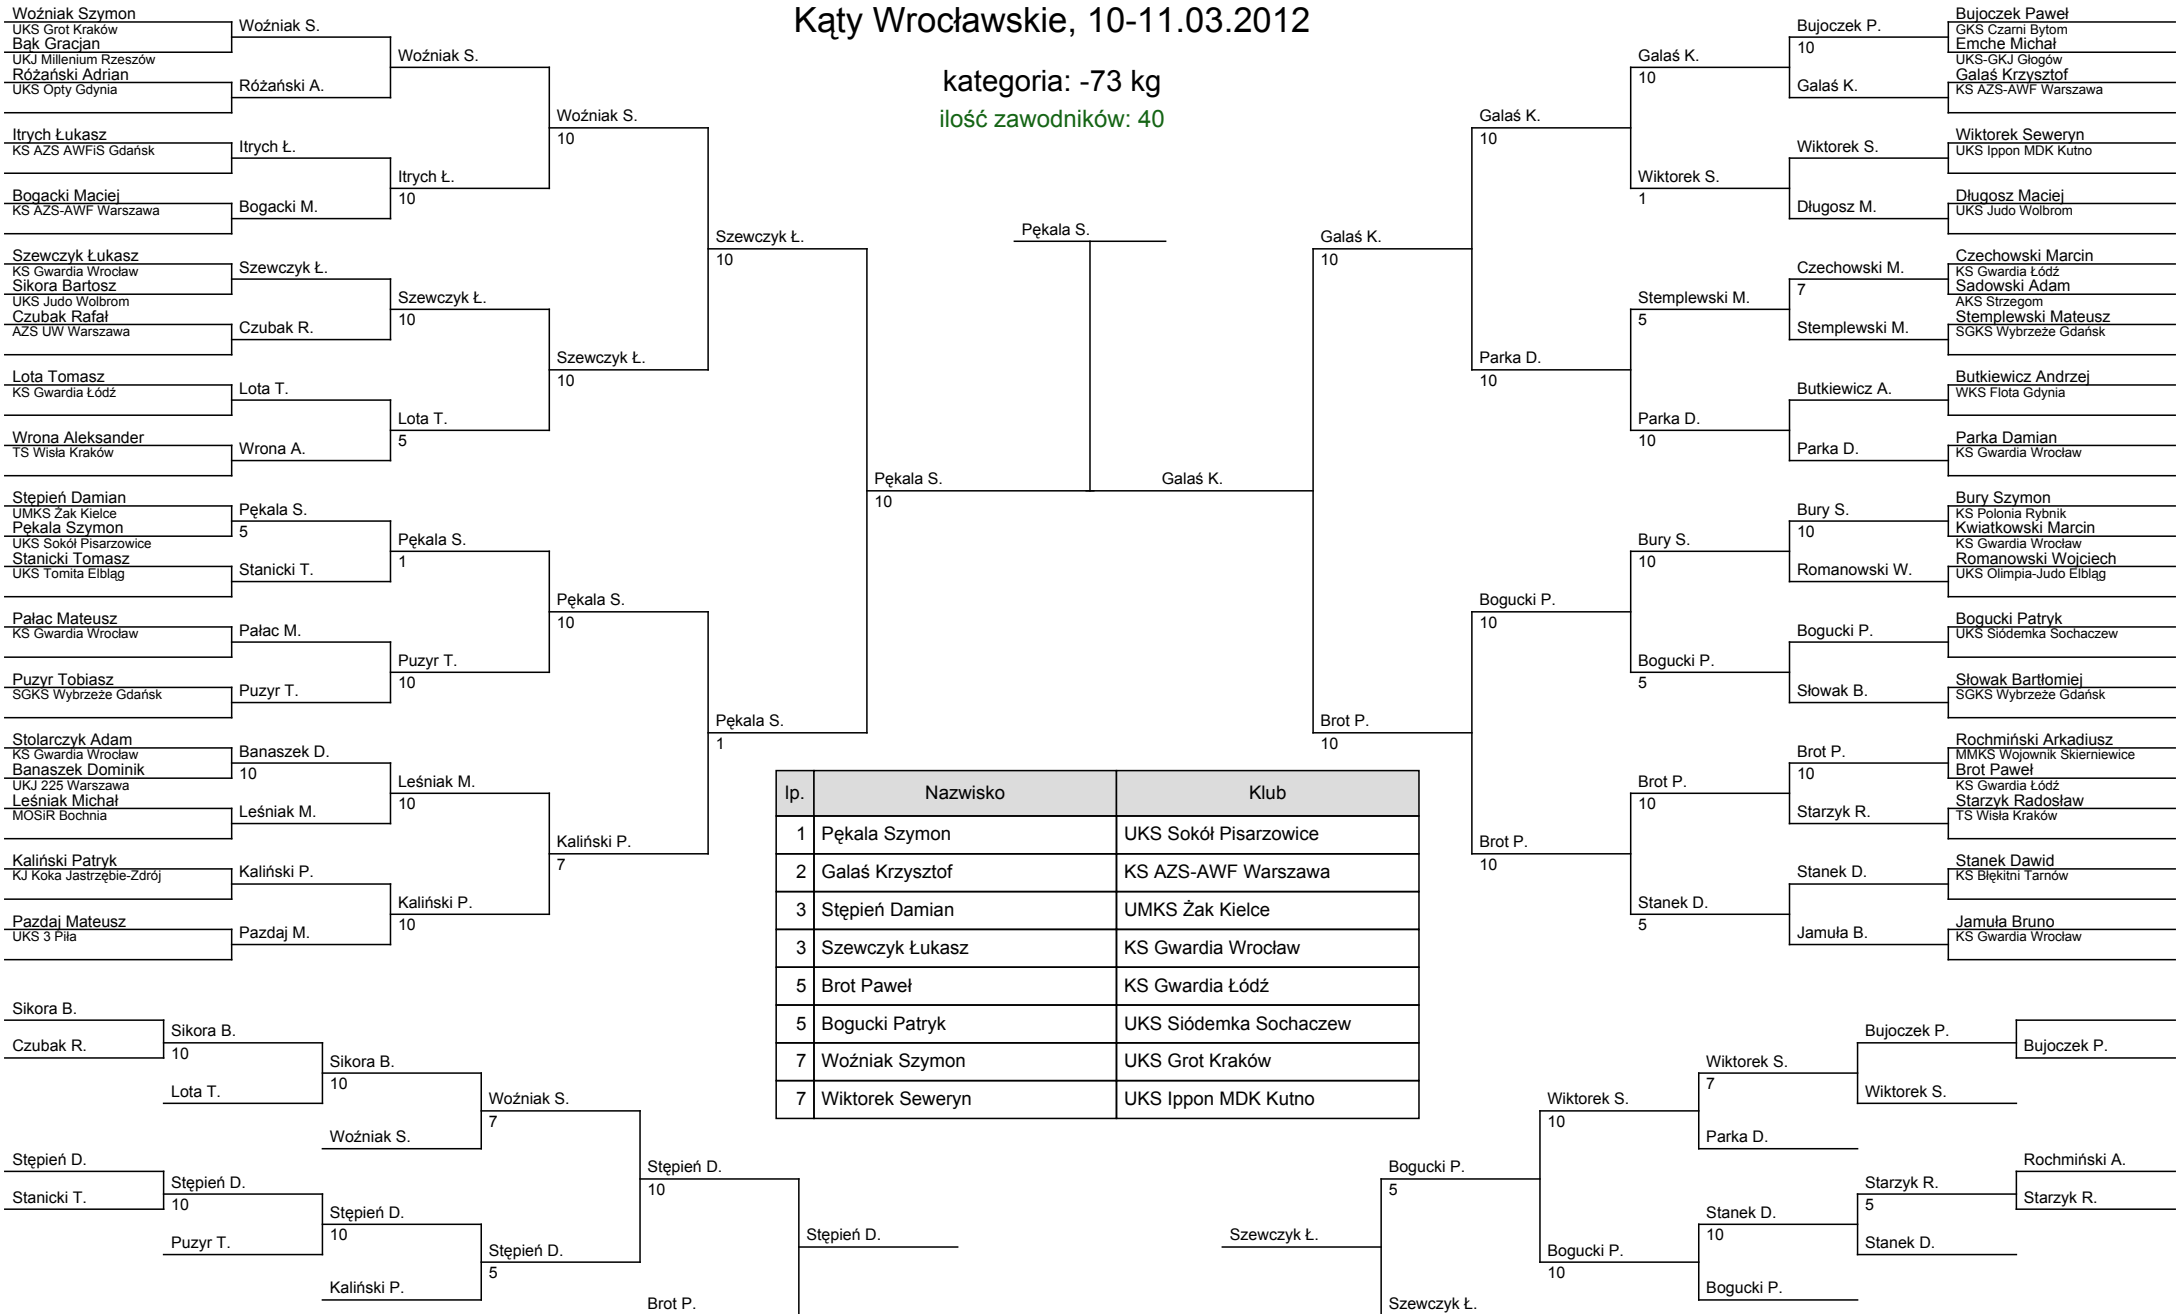 Kąty Wrocławskie, 10-11.03.2012
kategoria: -73 kg
ilość zawodników: 40
Woźniak Szymon
UKS Grot Kraków
Bąk Gracjan
UKJ Millenium Rzeszów
Różański Adrian
UKS Opty Gdynia
Itrych Łukasz
KS AZS AWFiS Gdańsk
Bogacki Maciej
KS AZS-AWF Warszawa
Szewczyk Łukasz
KS Gwardia Wrocław
Sikora Bartosz
UKS Judo Wolbrom
Czubak Rafał
AZS UW Warszawa
Lota Tomasz
KS Gwardia Łódź
Wrona Aleksander
TS Wisła Kraków
Stępień Damian
UMKS Żak Kielce
Pękala Szymon
UKS Sokół Pisarzowice
Stanicki Tomasz
UKS Tomita Elbląg
Pałac Mateusz
KS Gwardia Wrocław
Puzyr Tobiasz
SGKS Wybrzeże Gdańsk
Stolarczyk Adam
KS Gwardia Wrocław
Banaszek Dominik
UKJ 225 Warszawa
Leśniak Michał
MOSiR Bochnia
Kaliński Patryk
KJ Koka Jastrzębie-Zdrój
Pazdaj Mateusz
UKS 3 Piła
Woźniak S.
Różański A.
Itrych Ł.
Bogacki M.
Szewczyk Ł.
Czubak R.
Lota T.
Wrona A.
Pękala S.
5
Stanicki T.
Pałac M.
Puzyr T.
Banaszek D.
10
Leśniak M.
Kaliński P.
Pazdaj M.
Woźniak S.
Itrych Ł.
10
Szewczyk Ł.
10
Lota T.
5
Pękala S.
1
Puzyr T.
10
Leśniak M.
10
Kaliński P.
10
Woźniak S.
10
Szewczyk Ł.
10
Pękala S.
10
Kaliński P.
7
Szewczyk Ł.
10
Pękala S.
1
Pękala S.
10
Pękala S.
Galaś K.
Galaś K.
10
Brot P.
10
Galaś K.
10
Parka D.
10
Bogucki P.
10
Brot P.
10
Galaś K.
10
Wiktorek S.
1
Stemplewski M.
5
Parka D.
10
Bury S.
10
Bogucki P.
5
Brot P.
10
Stanek D.
5
Bujoczek P.
10
Galaś K.
Wiktorek S.
Długosz M.
Czechowski M.
7
Stemplewski M.
Butkiewicz A.
Parka D.
Bury S.
10
Romanowski W.
Bogucki P.
Słowak B.
Brot P.
10
Starzyk R.
Stanek D.
Jamuła B.
Bujoczek Paweł
GKS Czarni Bytom
Emche Michał
UKS-GKJ Głogów
Galaś Krzysztof
KS AZS-AWF Warszawa
Wiktorek Seweryn
UKS Ippon MDK Kutno
Długosz Maciej
UKS Judo Wolbrom
Czechowski Marcin
KS Gwardia Łódź
Sadowski Adam
AKS Strzegom
Stemplewski Mateusz
SGKS Wybrzeże Gdańsk
Butkiewicz Andrzej
WKS Flota Gdynia
Parka Damian
KS Gwardia Wrocław
Bury Szymon
KS Polonia Rybnik
Kwiatkowski Marcin
KS Gwardia Wrocław
Romanowski Wojciech
UKS Olimpia-Judo Elbląg
Bogucki Patryk
UKS Siódemka Sochaczew
Słowak Bartłomiej
SGKS Wybrzeże Gdańsk
Rochmiński Arkadiusz
MMKS Wojownik Skierniewice
Brot Paweł
KS Gwardia Łódź
Starzyk Radosław
TS Wisła Kraków
Stanek Dawid
KS Błękitni Tarnów
Jamuła Bruno
KS Gwardia Wrocław
lp. Nazwisko Klub
1 Pękala Szymon UKS Sokół Pisarzowice
2 Galaś Krzysztof KS AZS-AWF Warszawa
3 Stępień Damian UMKS Żak Kielce
3 Szewczyk Łukasz KS Gwardia Wrocław
5 Brot Paweł KS Gwardia Łódź
5 Bogucki Patryk UKS Siódemka Sochaczew
7 Woźniak Szymon UKS Grot Kraków
7 Wiktorek Seweryn UKS Ippon MDK Kutno
Sikora B.
Czubak R.
Stępień D.
Stanicki T.
Sikora B.
10
Lota T.
Stępień D.
10
Puzyr T.
Sikora B.
10
Woźniak S.
Stępień D.
10
Kaliński P.
Woźniak S.
7
Stępień D.
5
Stępień D.
10
Brot P.
Stępień D.
Szewczyk Ł.
Bogucki P.
5
Szewczyk Ł.
Wiktorek S.
10
Bogucki P.
10
Wiktorek S.
7
Parka D.
Stanek D.
10
Bogucki P.
Bujoczek P.
Wiktorek S.
Starzyk R.
5
Stanek D.
Bujoczek P.
Rochmiński A.
Starzyk R.